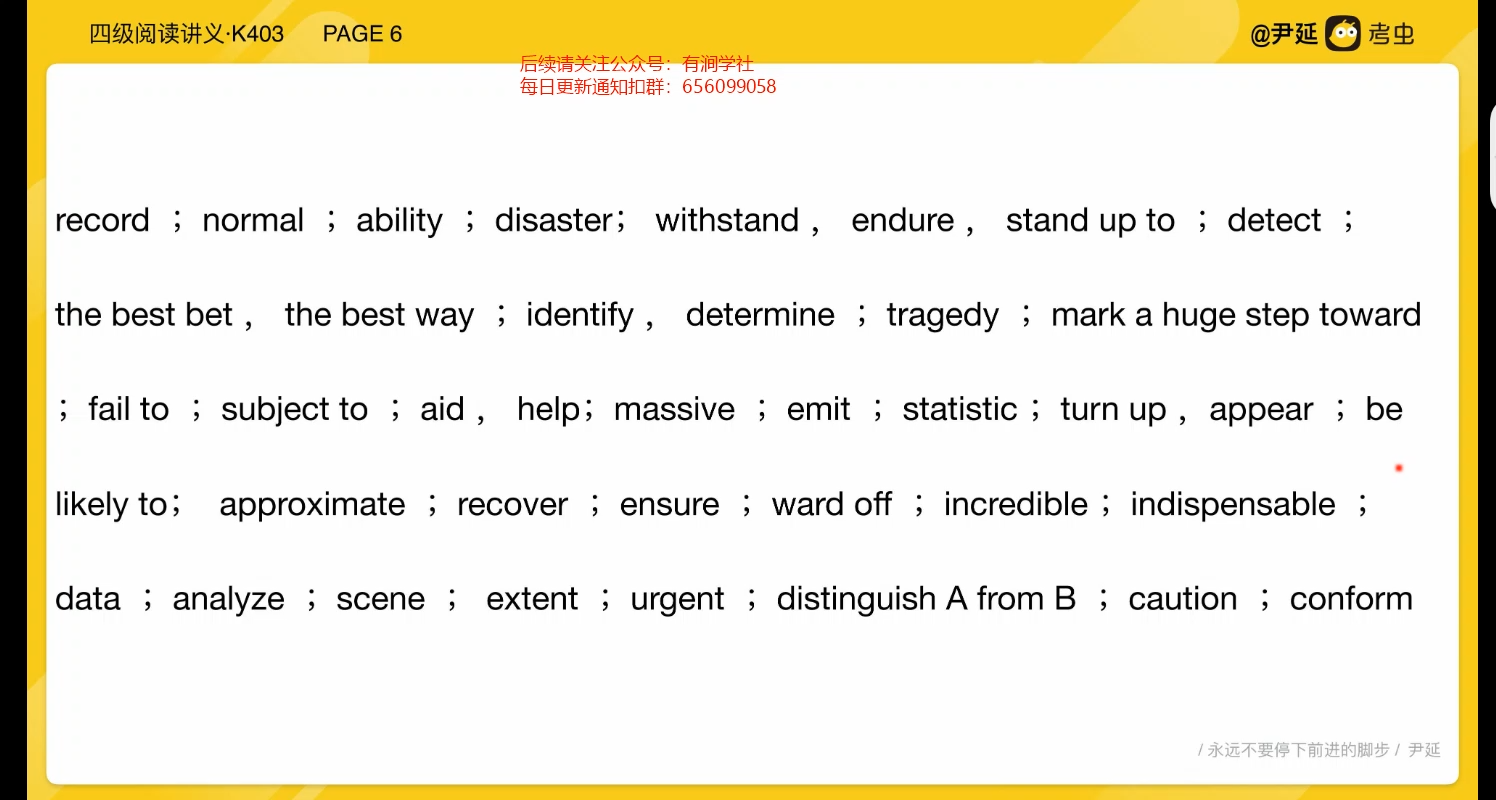 四级阅读讲义·K403 PAGE 6
@尹延 考虫
后续请关注公众号：有涧学社
每日更新通知扣群：656099058
record ；normal ；ability ；disaster； withstand， endure， stand up to ；detect ；
the best bet， the best way ；identify， determine ；tragedy ；mark a huge step toward
；fail to ；subject to ；aid， help；massive ；emit ；statistic；turn up，appear ；be
likely to； approximate ；recover ；ensure ；ward off ；incredible；indispensable ；
data ；analyze ；scene ； extent ；urgent ；distinguish A from B ；caution ；conform
/ 永远不要停下前进的脚步 / 尹延